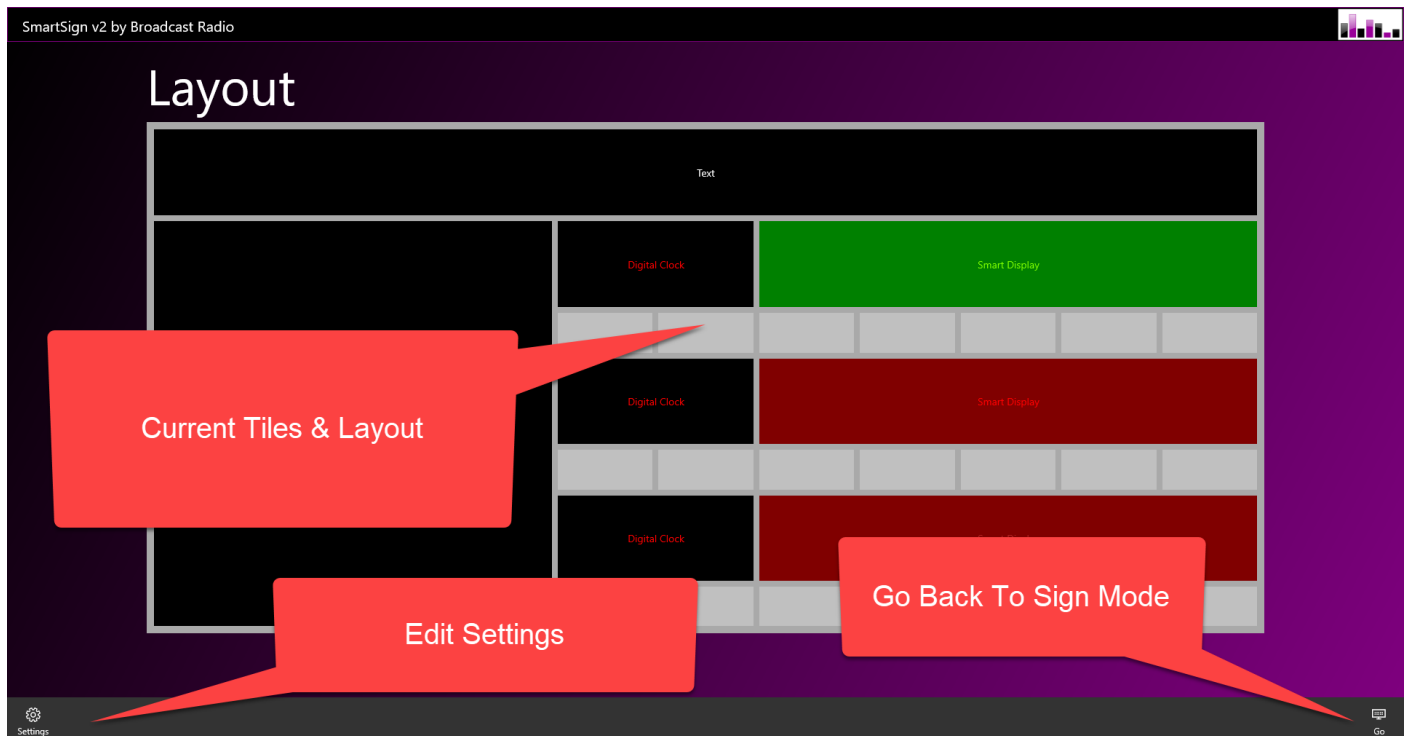 SmartSign v2 by Broadcast Radio
Layout
Text
Digital Clock
Smart Display
Current Tiles & Layout
Digital Clock
Smart Display
Digital Clock
Go Back To Sign Mode
Edit Settings
Settings
Go